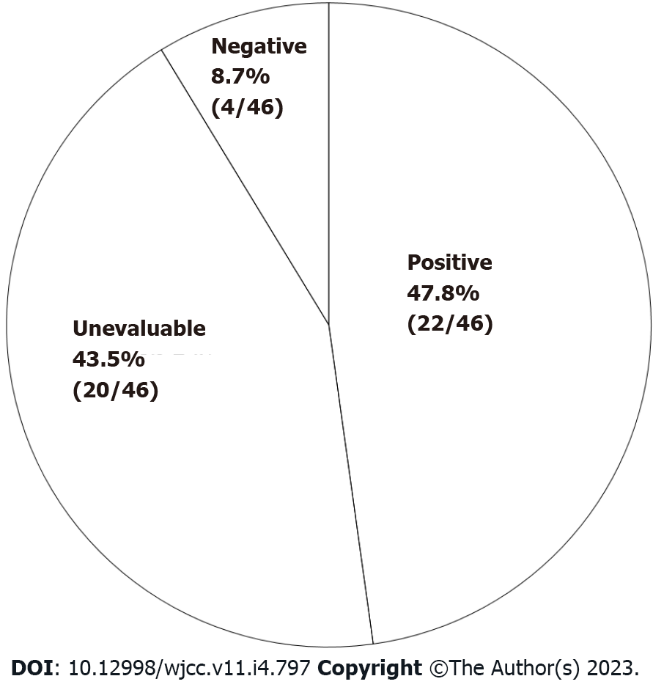 Negative
8.7%
(4/46)
Positive
47.8%
(22/46)
Unevaluable
43.5%
(20/46)
DOI: 10.12998/wjcc.v11.i4.797 Copyright ©The Author(s) 2023.